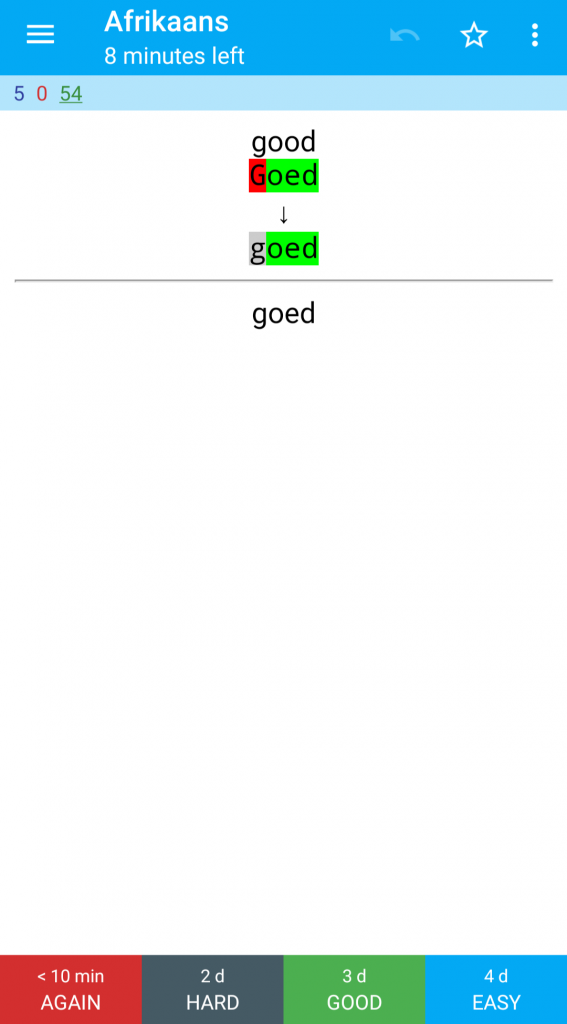 Afrikaans
8 minutes left
5 0 54
good
Goed
↓
goed
goed
< 10 min 2 d 3 d 4 d
AGAIN HARD GOOD EASY